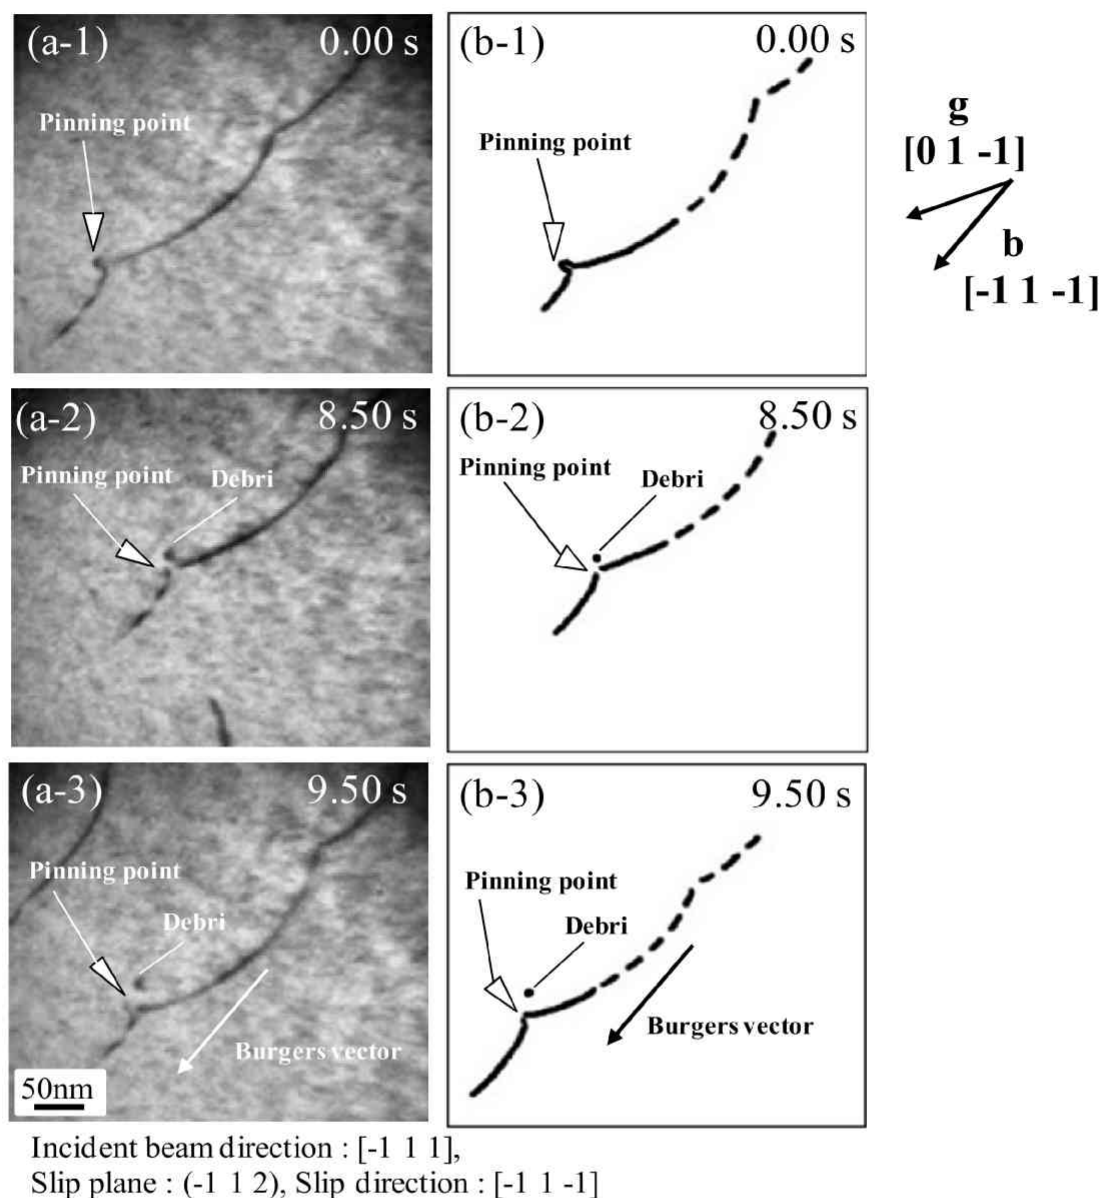 (a-1) 0.00 s
Pinning point
(b-1) 0.00 s
Pinning point
g
[0 1 -1]
b
[-1 1 -1]
(a-2) 8.50 s
Pinning point
Debri
(b-2) 8.50 s
Pinning point
Debri
(a-3) 9.50 s
Pinning point
Debri
Burgers vector
50nm
(b-3) 9.50 s
Pinning point
Debri
Burgers vector
Incident beam direction : [-1 1 1],
Slip plane : (-1 1 2), Slip direction : [-1 1 -1]